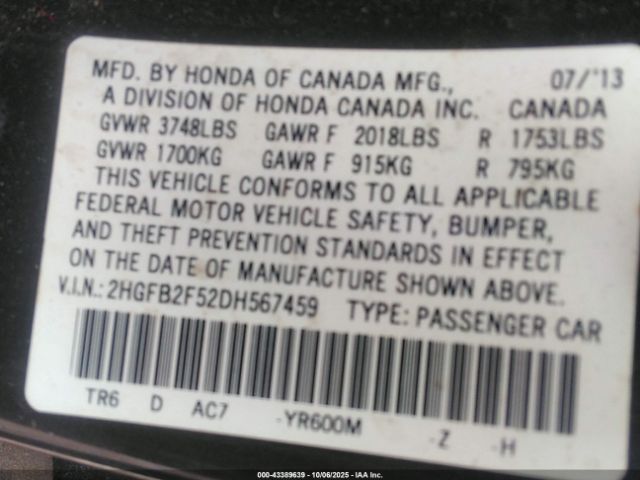 MFD. BY HONDA OF CANADA MFG., 07/'13
A DIVISION OF HONDA CANADA INC. CANADA
GVWR 3748LBS GAWR F 2018LBS R 1753LBS
GVWR 1700KG GAWR F 915KG R 795KG
THIS VEHICLE CONFORMS TO ALL APPLICABLE
FEDERAL MOTOR VEHICLE SAFETY, BUMPER,
AND THEFT PREVENTION STANDARDS IN EFFECT
ON THE DATE OF MANUFACTURE SHOWN ABOVE.
V.I.N.: 2HGFB2F52DH567459 TYPE: PASSENGER CAR
TR6 D AC7 -YR600M -Z -H
000-43389639 | 10/06/2025 - IAA Inc.